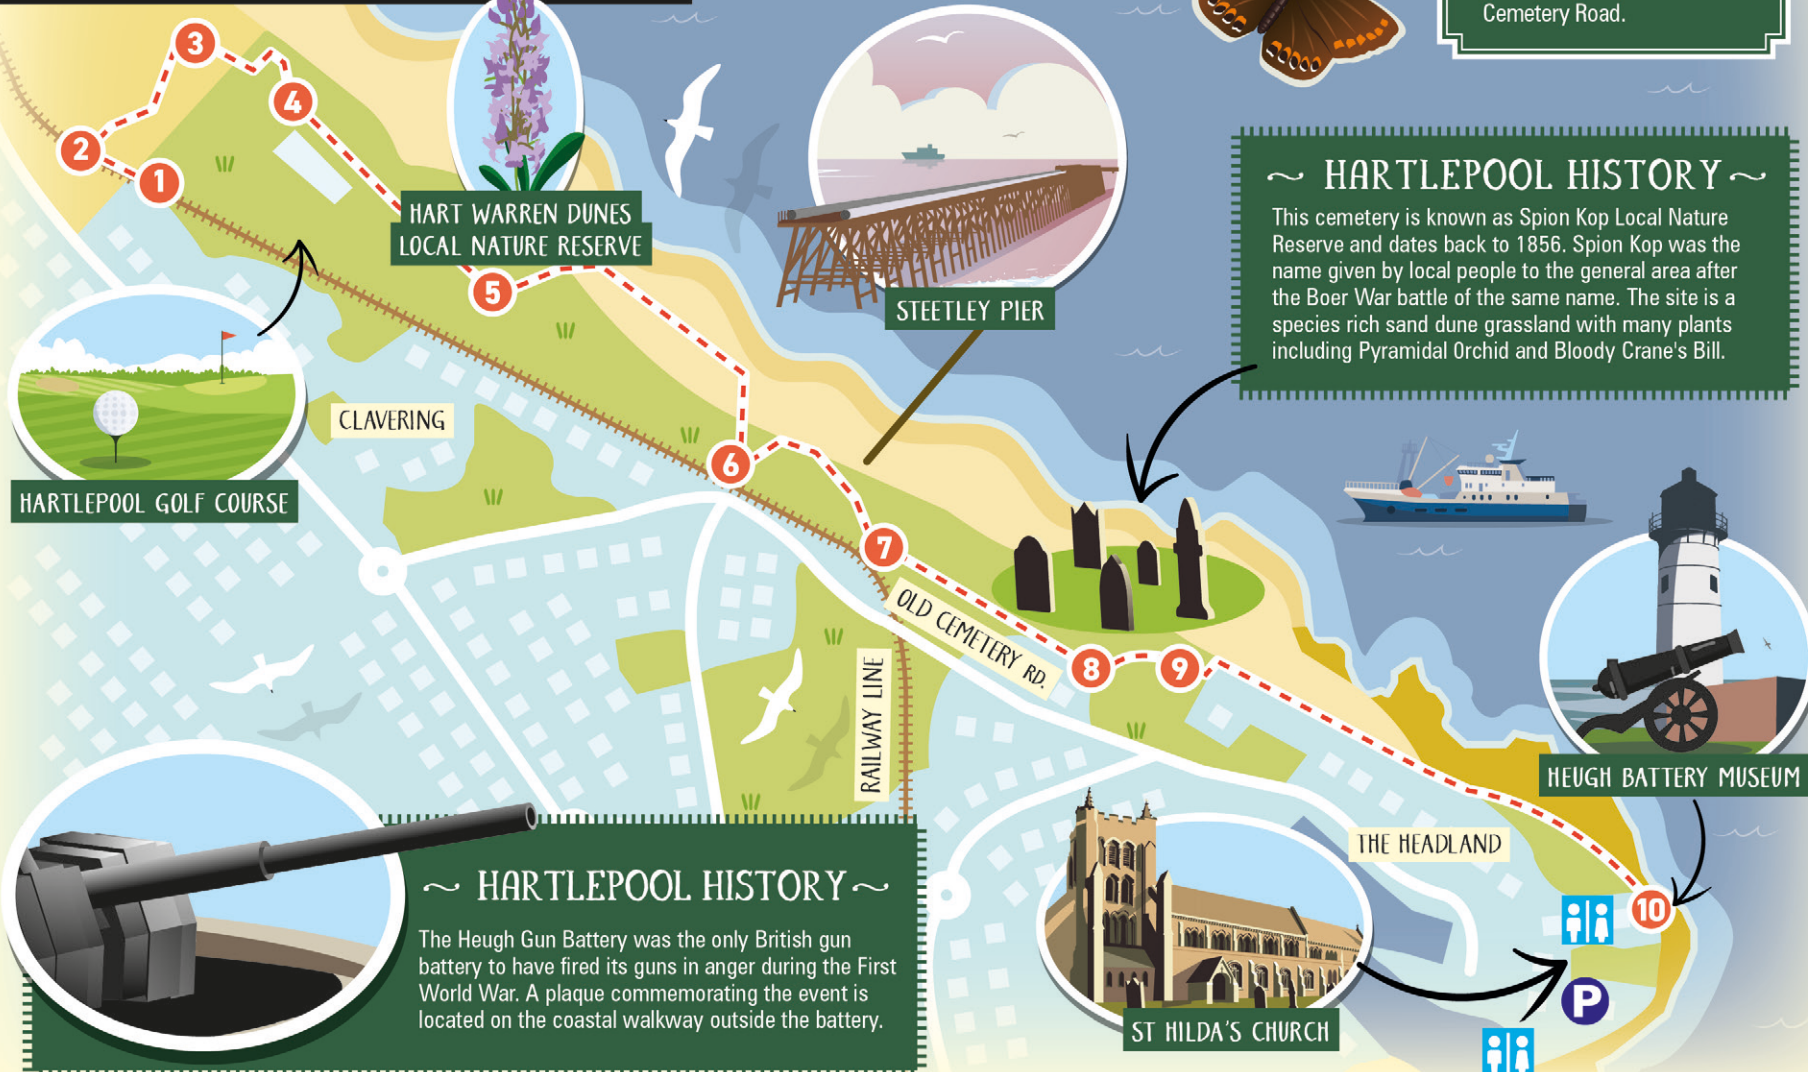 Cemetery Road.
3
4
2
1
HART WARREN DUNES
LOCAL NATURE RESERVE
5
STEETLEY PIER
~ HARTLEPOOL HISTORY ~
This cemetery is known as Spion Kop Local Nature
Reserve and dates back to 1856. Spion Kop was the
name given by local people to the general area after
the Boer War battle of the same name. The site is a
species rich sand dune grassland with many plants
including Pyramidal Orchid and Bloody Crane's Bill.
CLAVERING
HARTLEPOOL GOLF COURSE
6
7
OLD CEMETERY RD.
8
9
RAILWAY LINE
HEUGH BATTERY MUSEUM
THE HEADLAND
10
P
ST HILDA'S CHURCH
~ HARTLEPOOL HISTORY ~
The Heugh Gun Battery was the only British gun
battery to have fired its guns in anger during the First
World War. A plaque commemorating the event is
located on the coastal walkway outside the battery.